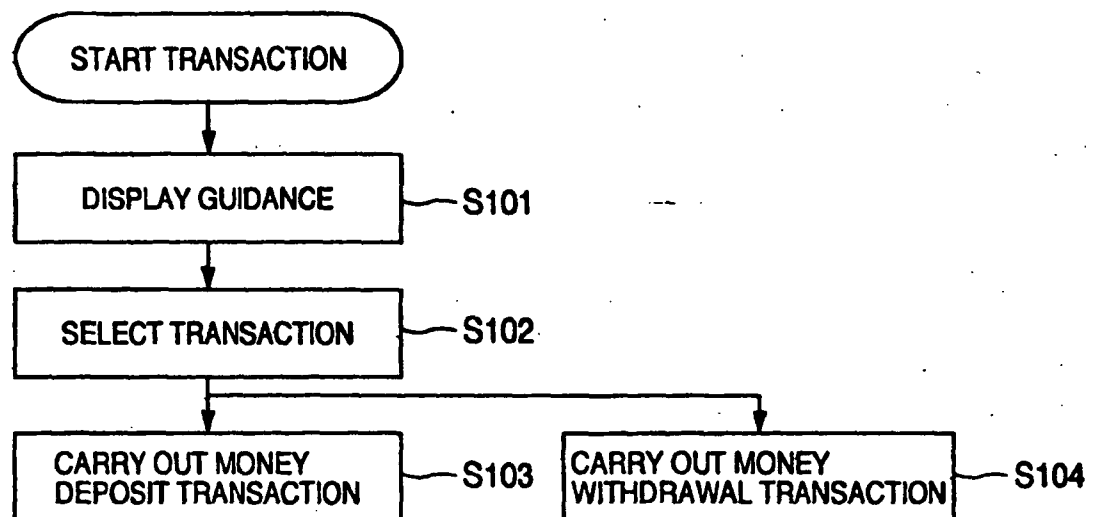 START TRANSACTION
DISPLAY GUIDANCE
S101
SELECT TRANSACTION
S102
CARRY OUT MONEY
DEPOSIT TRANSACTION
S103
CARRY OUT MONEY
WITHDRAWAL TRANSACTION
S104